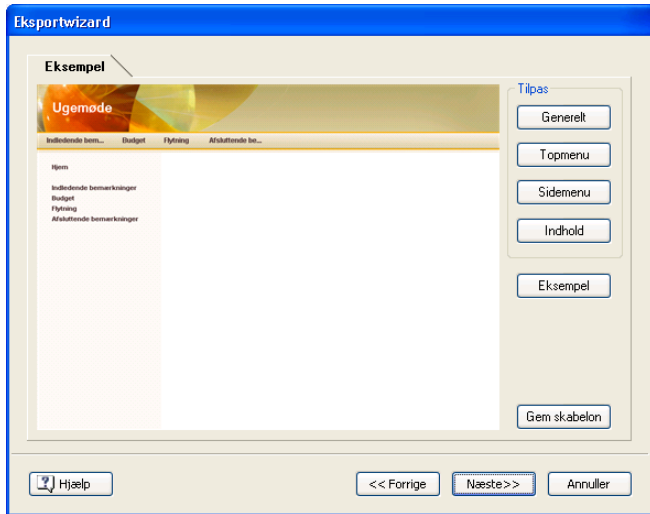 Eksportwizard
Eksempel
Ugemøde
Indledende bem... Budget Flytning Afsluttende be...
Hjem
Indledende bemærkninger
Budget
Flytning
Afsluttende bemærkninger
Tilpas
Generelt
Topmenu
Sidemenu
Indhold
Eksempel
Gem skabelon
Hjælp
<< Forrige
Næste>>
Annuller